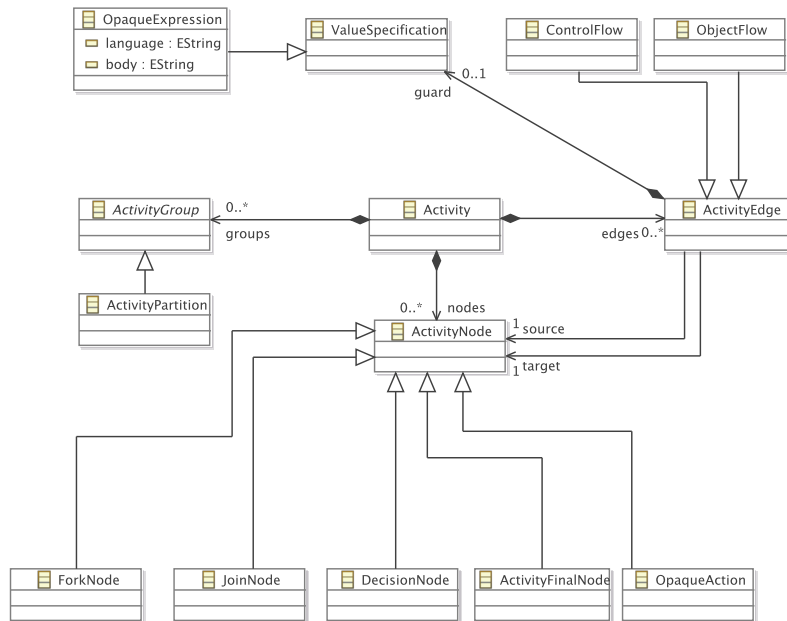 OpaqueExpression
language : EString
body : EString
ValueSpecification
ControlFlow
ObjectFlow
0..1
guard
ActivityGroup
0..*
groups
Activity
edges 0..*
ActivityEdge
ActivityPartition
0..* nodes
ActivityNode
1 source
1 target
ForkNode
JoinNode
DecisionNode
ActivityFinalNode
OpaqueAction